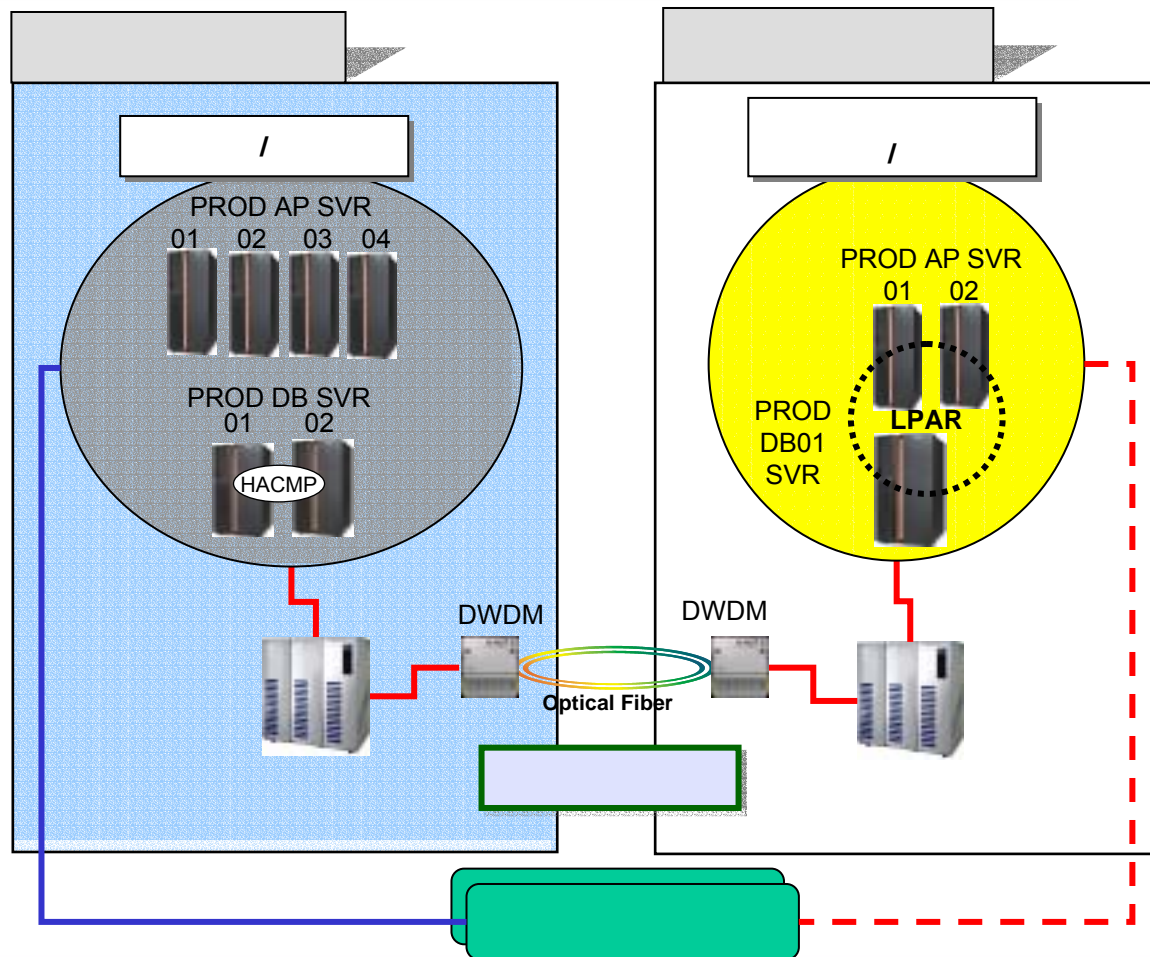 /
PROD AP SVR
01 02 03 04
PROD DB SVR
01 02
HACMP
/
PROD AP SVR
01 02
LPAR
PROD
DB01
SVR
DWDM
DWDM
Optical Fiber